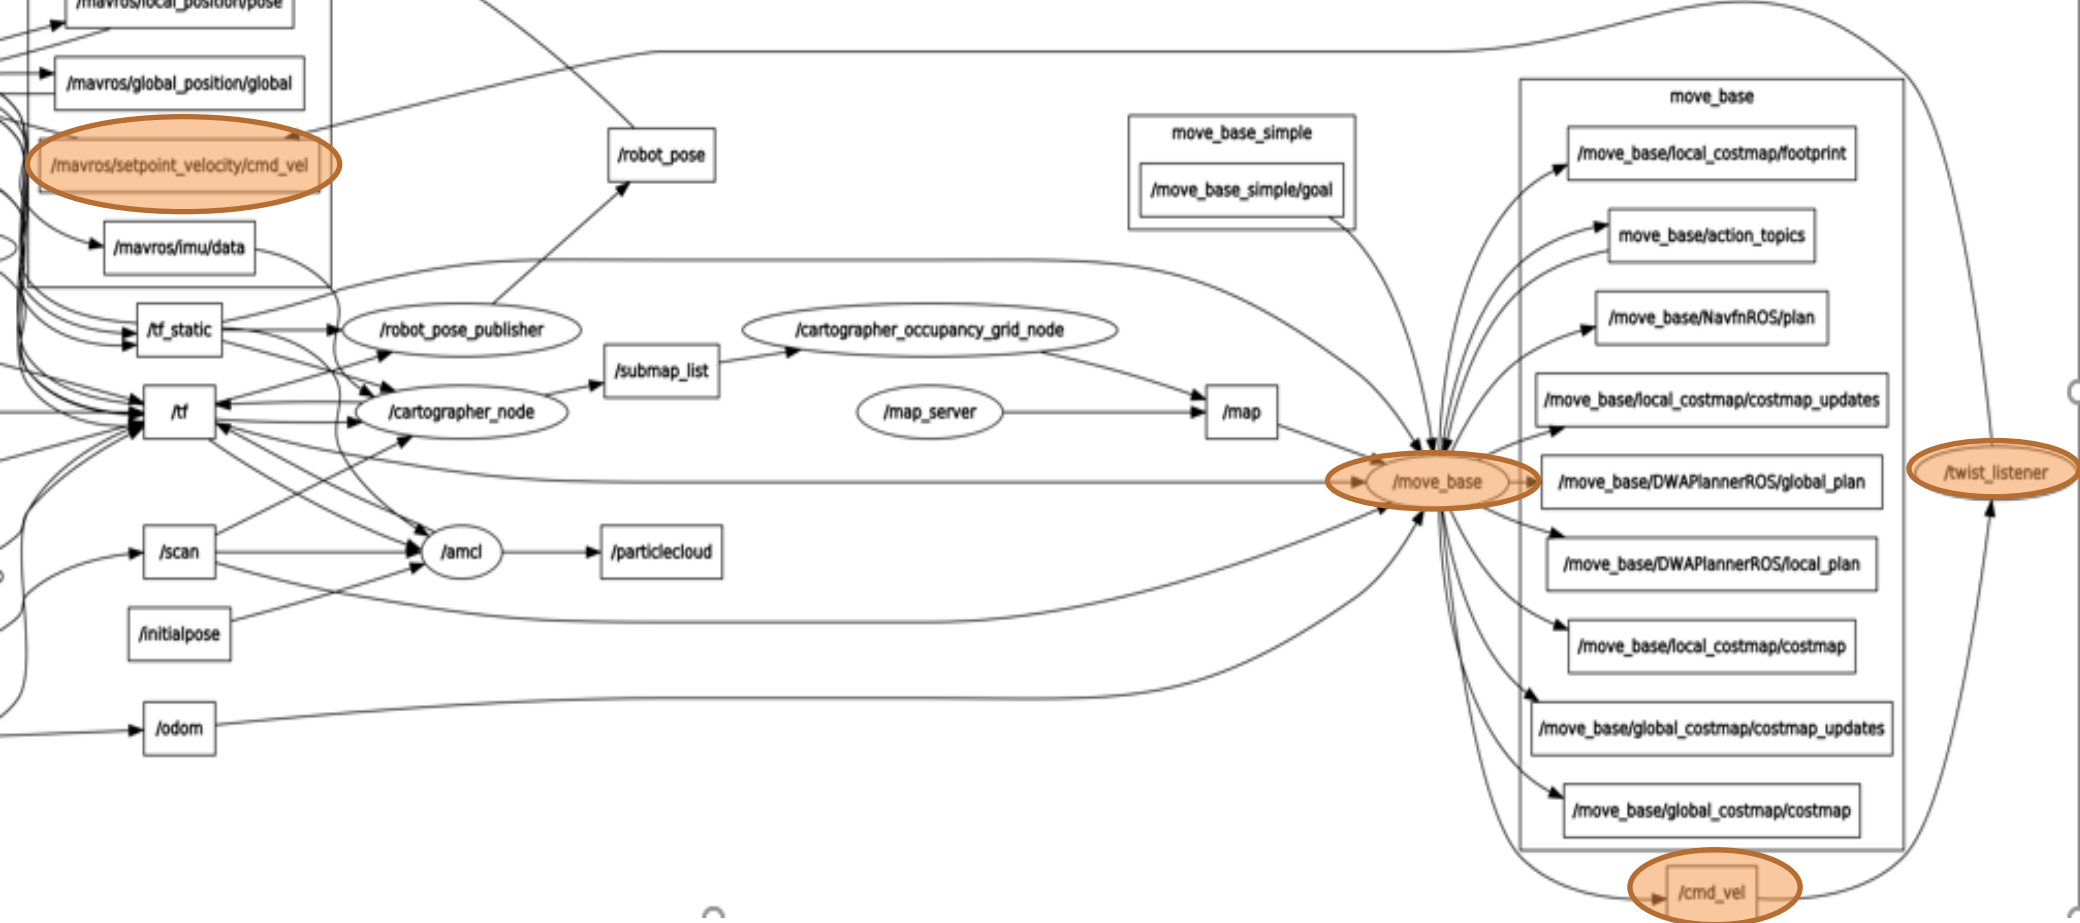 /mavros/local_position/pose
/mavros/global_position/global
/mavros/setpoint_velocity/cmd_vel
/mavros/imu/data
/tf_static
/tf
/scan
/initialpose
/odom
/robot_pose_publisher
/cartographer_node
/amcl
/robot_pose
/submap_list
/particlecloud
/cartographer_occupancy_grid_node
/map_server
move_base_simple
/move_base_simple/goal
/map
/move_base
move_base
/move_base/local_costmap/footprint
move_base/action_topics
/move_base/NavfnROS/plan
/move_base/local_costmap/costmap_updates
/move_base/DWAPlannerROS/global_plan
/move_base/DWAPlannerROS/local_plan
/move_base/local_costmap/costmap
/move_base/global_costmap/costmap_updates
/move_base/global_costmap/costmap
/cmd_vel
/twist_listener